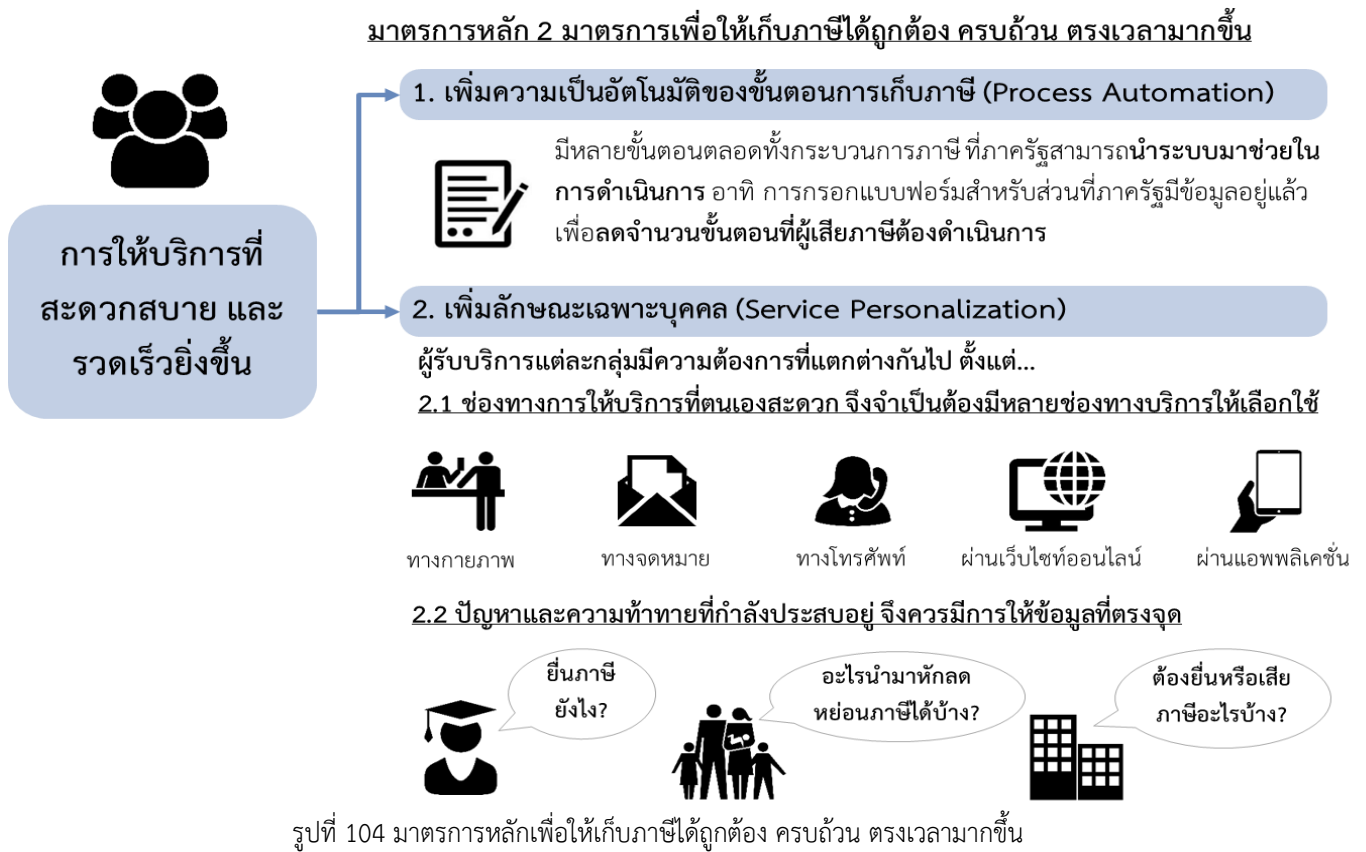 มาตรการหลัก 2 มาตรการเพื่อให้เก็บภาษีได้ถูกต้อง ครบถ้วน ตรงเวลามากขึ้น
การให้บริการที่
สะดวกสบาย และ
รวดเร็วยิ่งขึ้น
1. เพิ่มความเป็นอัตโนมัติของขั้นตอนการเก็บภาษี (Process Automation)
มีหลายขั้นตอนตลอดทั้งกระบวนการภาษี ที่ภาครัฐสามารถนำระบบมาช่วยใน
การดำเนินการ อาทิ การกรอกแบบฟอร์มสำหรับส่วนที่ภาครัฐมีข้อมูลอยู่แล้ว
เพื่อลดจำนวนขั้นตอนที่ผู้เสียภาษีต้องดำเนินการ
2. เพิ่มลักษณะเฉพาะบุคคล (Service Personalization)
ผู้รับบริการแต่ละกลุ่มมีความต้องการที่แตกต่างกันไป ตั้งแต่...
2.1 ช่องทางการให้บริการที่ตนเองสะดวก จึงจำเป็นต้องมีหลายช่องทางบริการให้เลือกใช้
ทางกายภาพ
ทางจดหมาย
ทางโทรศัพท์
ผ่านเว็บไซท์ออนไลน์
ผ่านแอพพลิเคชั่น
2.2 ปัญหาและความท้าทายที่กำลังประสบอยู่ จึงควรมีการให้ข้อมูลที่ตรงจุด
ยื่นภาษี
ยังไง?
อะไรนำมาหักลด
หย่อนภาษีได้บ้าง?
ต้องยื่นหรือเสีย
ภาษีอะไรบ้าง?
รูปที่ 104 มาตรการหลักเพื่อให้เก็บภาษีได้ถูกต้อง ครบถ้วน ตรงเวลามากขึ้น